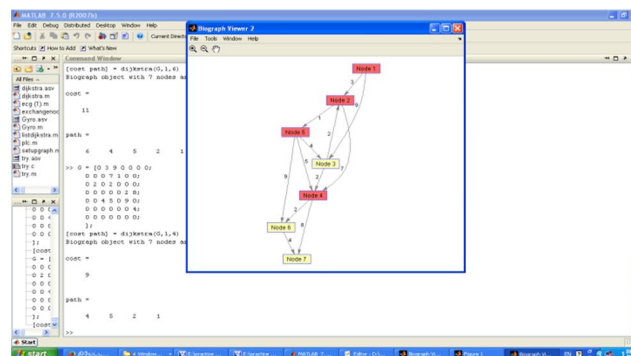 MATLAB 7.5.0 (R2007b)
File Edit Debug Distributed Desktop Window Help
Shortcuts How to Add What's New
Current Direct
All Files
dijkstra.asv
dijkstra.m
ecg (1).m
Gyro.asv
Gyro.m
listdijkstra.m
plc.m
setupgraph.m
try.asv
try.c
try.m
Command Window
[cost path] = dijkstra(G,1,6)
Biograph object with 7 nodes a
cost =
11
path =
6 4 5 2 1
>> G = [0 3 9 0 0 0 0;
0 0 0 7 1 0 0;
0 2 0 2 0 0 0;
0 0 0 0 0 2 8;
0 0 4 5 0 9 0;
0 0 0 0 0 0 4;
0 0 0 0 0 0 0;
];
[cost path] = dijkstra(G,1,4)
Biograph object with 7 nodes a
cost =
9
path =
4 5 2 1
>>
Biograph Viewer 2
File Tools Window Help
Node 1
3
Node 2
9
1
Node 5
4
2
Node 3
5
2
7
9
Node 4
2
Node 6
8
4
Node 7
];
[cost
G = [
];
[cost
Start
start